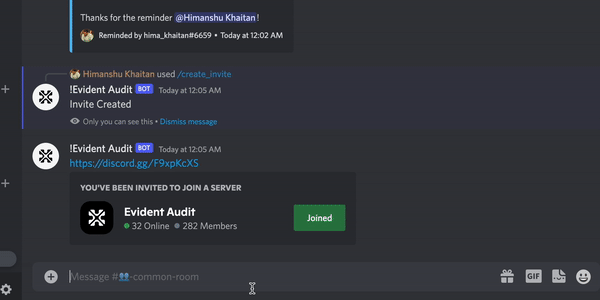 Thanks for the reminder @Himanshu Khaitan!
Reminded by hima_khaitan#6659 • Today at 12:02 AM
Himanshu Khaitan used /create_invite
!Evident Audit BOT Today at 12:05 AM
Invite Created
Only you can see this • Dismiss message
!Evident Audit BOT Today at 12:05 AM
https://discord.gg/F9xpKcXS
YOU'VE BEEN INVITED TO JOIN A SERVER
Evident Audit
32 Online 282 Members
Joined
Message #👥-common-room
GIF